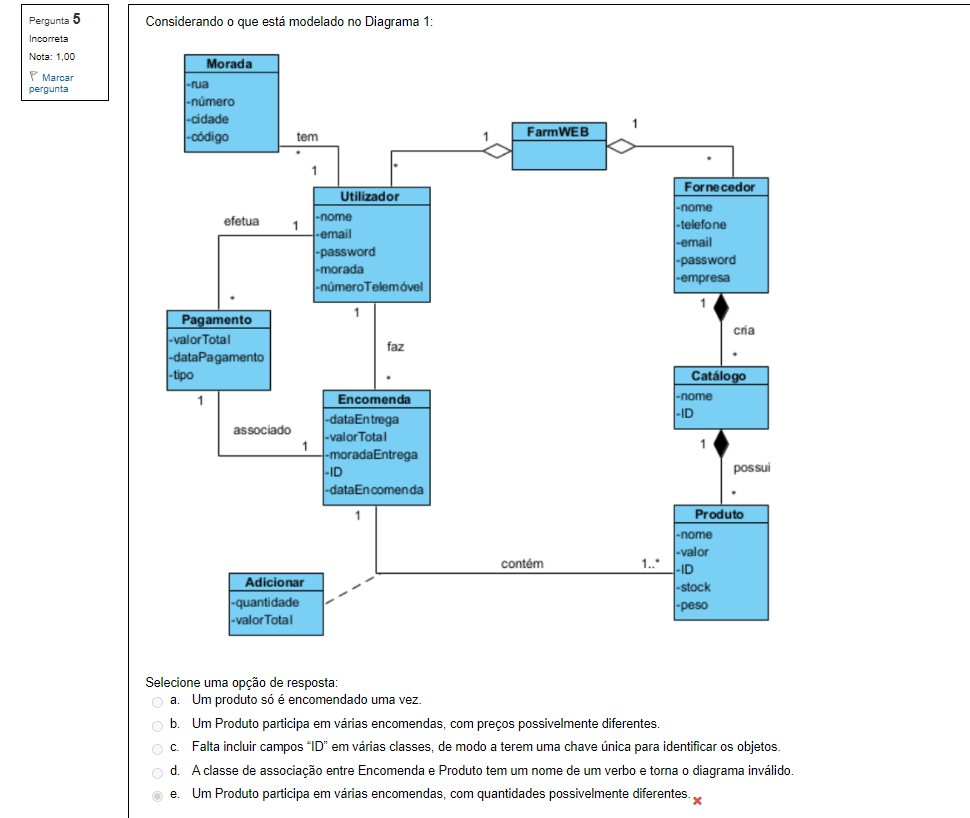 Pergunta 5
Incorreta
Nota: 1,00
Marcar
pergunta
Considerando o que está modelado no Diagrama 1:
Morada
-rua
-número
-cidade
-código
tem
*
1
1
FarmWEB
1
*
*
Utilizador
-nome
-email
-password
-morada
-númeroTelemóvel
Fornecedor
-nome
-telefone
-email
-password
-empresa
efetua
1
*
1
faz
*
1
cria
*
Pagamento
-valorTotal
-dataPagamento
-tipo
1
associado
1
Encomenda
-dataEntrega
-valorTotal
-moradaEntrega
-ID
-dataEncomenda
1
Catálogo
-nome
-ID
1
possui
*
Produto
-nome
-valor
-ID
-stock
-peso
contém
1..*
Adicionar
-quantidade
-valorTotal
Selecione uma opção de resposta:
a. Um produto só é encomendado uma vez.
b. Um Produto participa em várias encomendas, com preços possivelmente diferentes.
c. Falta incluir campos “ID” em várias classes, de modo a terem uma chave única para identificar os objetos.
d. A classe de associação entre Encomenda e Produto tem um nome de um verbo e torna o diagrama inválido.
e. Um Produto participa em várias encomendas, com quantidades possivelmente diferentes.